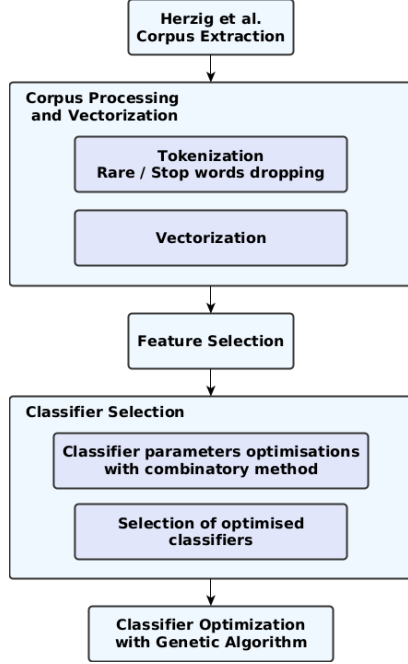 Herzig et al.
Corpus Extraction
Corpus Processing
and Vectorization
Tokenization
Rare / Stop words dropping
Vectorization
Feature Selection
Classifier Selection
Classifier parameters optimisations
with combinatory method
Selection of optimised
classifiers
Classifier Optimization
with Genetic Algorithm